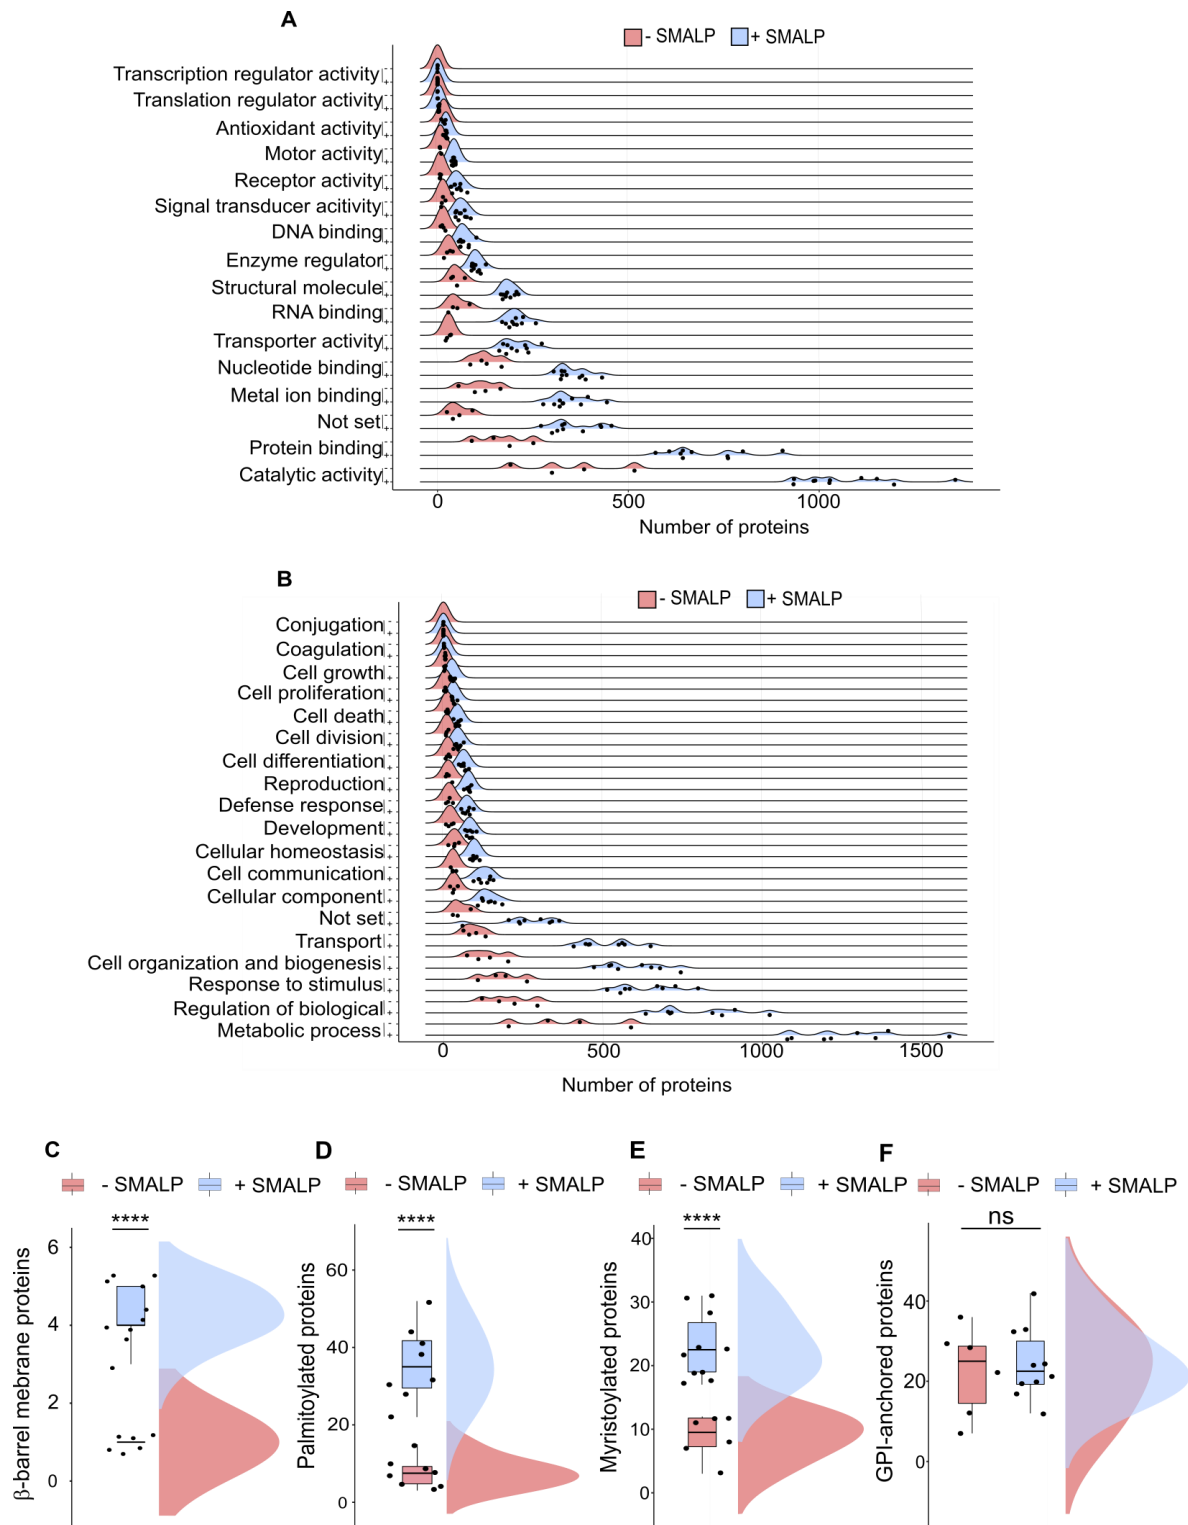 A
- SMALP + SMALP
Transcription regulator activity
Translation regulator activity
Antioxidant activity
Motor activity
Receptor activity
Signal transducer acitivity
DNA binding
Enzyme regulator
Structural molecule
RNA binding
Transporter activity
Nucleotide binding
Metal ion binding
Not set
Protein binding
Catalytic activity
0 500 1000
Number of proteins
B
- SMALP + SMALP
Conjugation
Coagulation
Cell growth
Cell proliferation
Cell death
Cell division
Cell differentiation
Reproduction
Defense response
Development
Cellular homeostasis
Cell communication
Cellular component
Not set
Transport
Cell organization and biogenesis
Response to stimulus
Regulation of biological
Metabolic process
0 500 1000 1500
Number of proteins
C
- SMALP + SMALP
****
β-barrel mebrane proteins
6
4
2
0
D
- SMALP + SMALP
****
Palmitoylated proteins
60
40
20
0
E
- SMALP + SMALP
****
Myristoylated proteins
40
30
20
10
0
F
- SMALP + SMALP
ns
GPI-anchored proteins
40
20
0